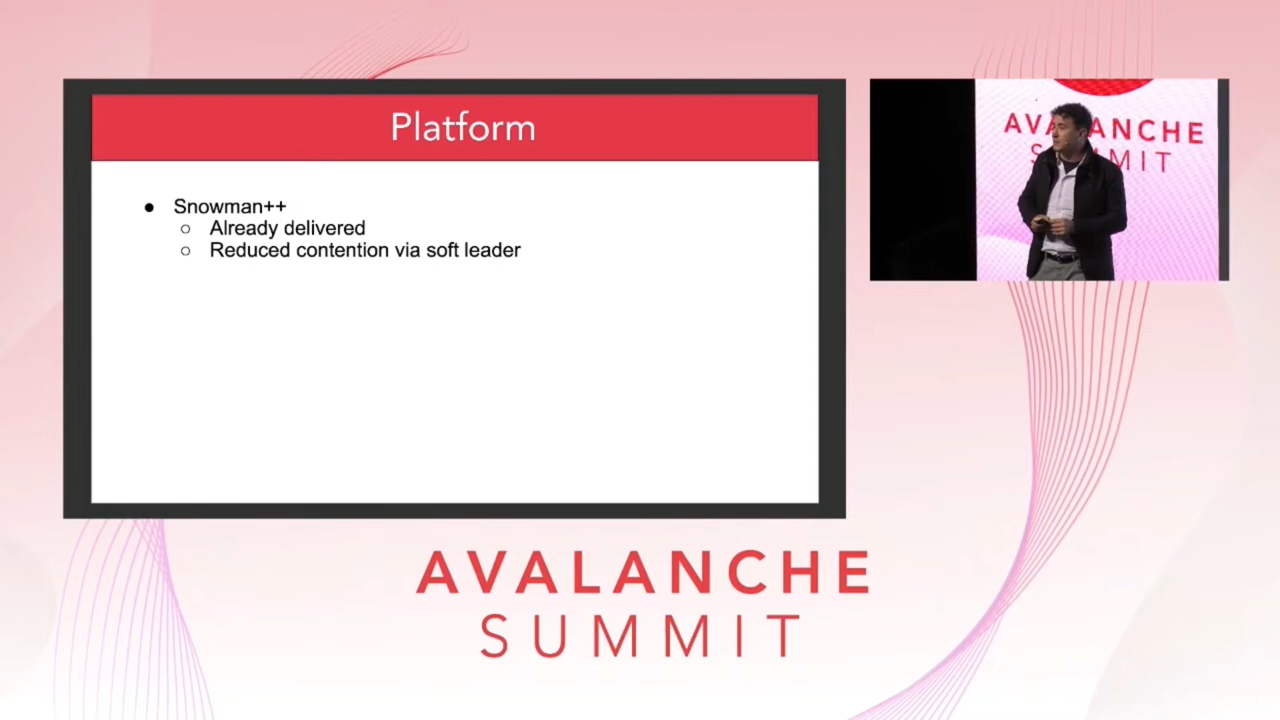 Platform
● Snowman++
○ Already delivered
○ Reduced contention via soft leader
AVALANCHE
SUMMIT
AVALANCHE
SUMMIT